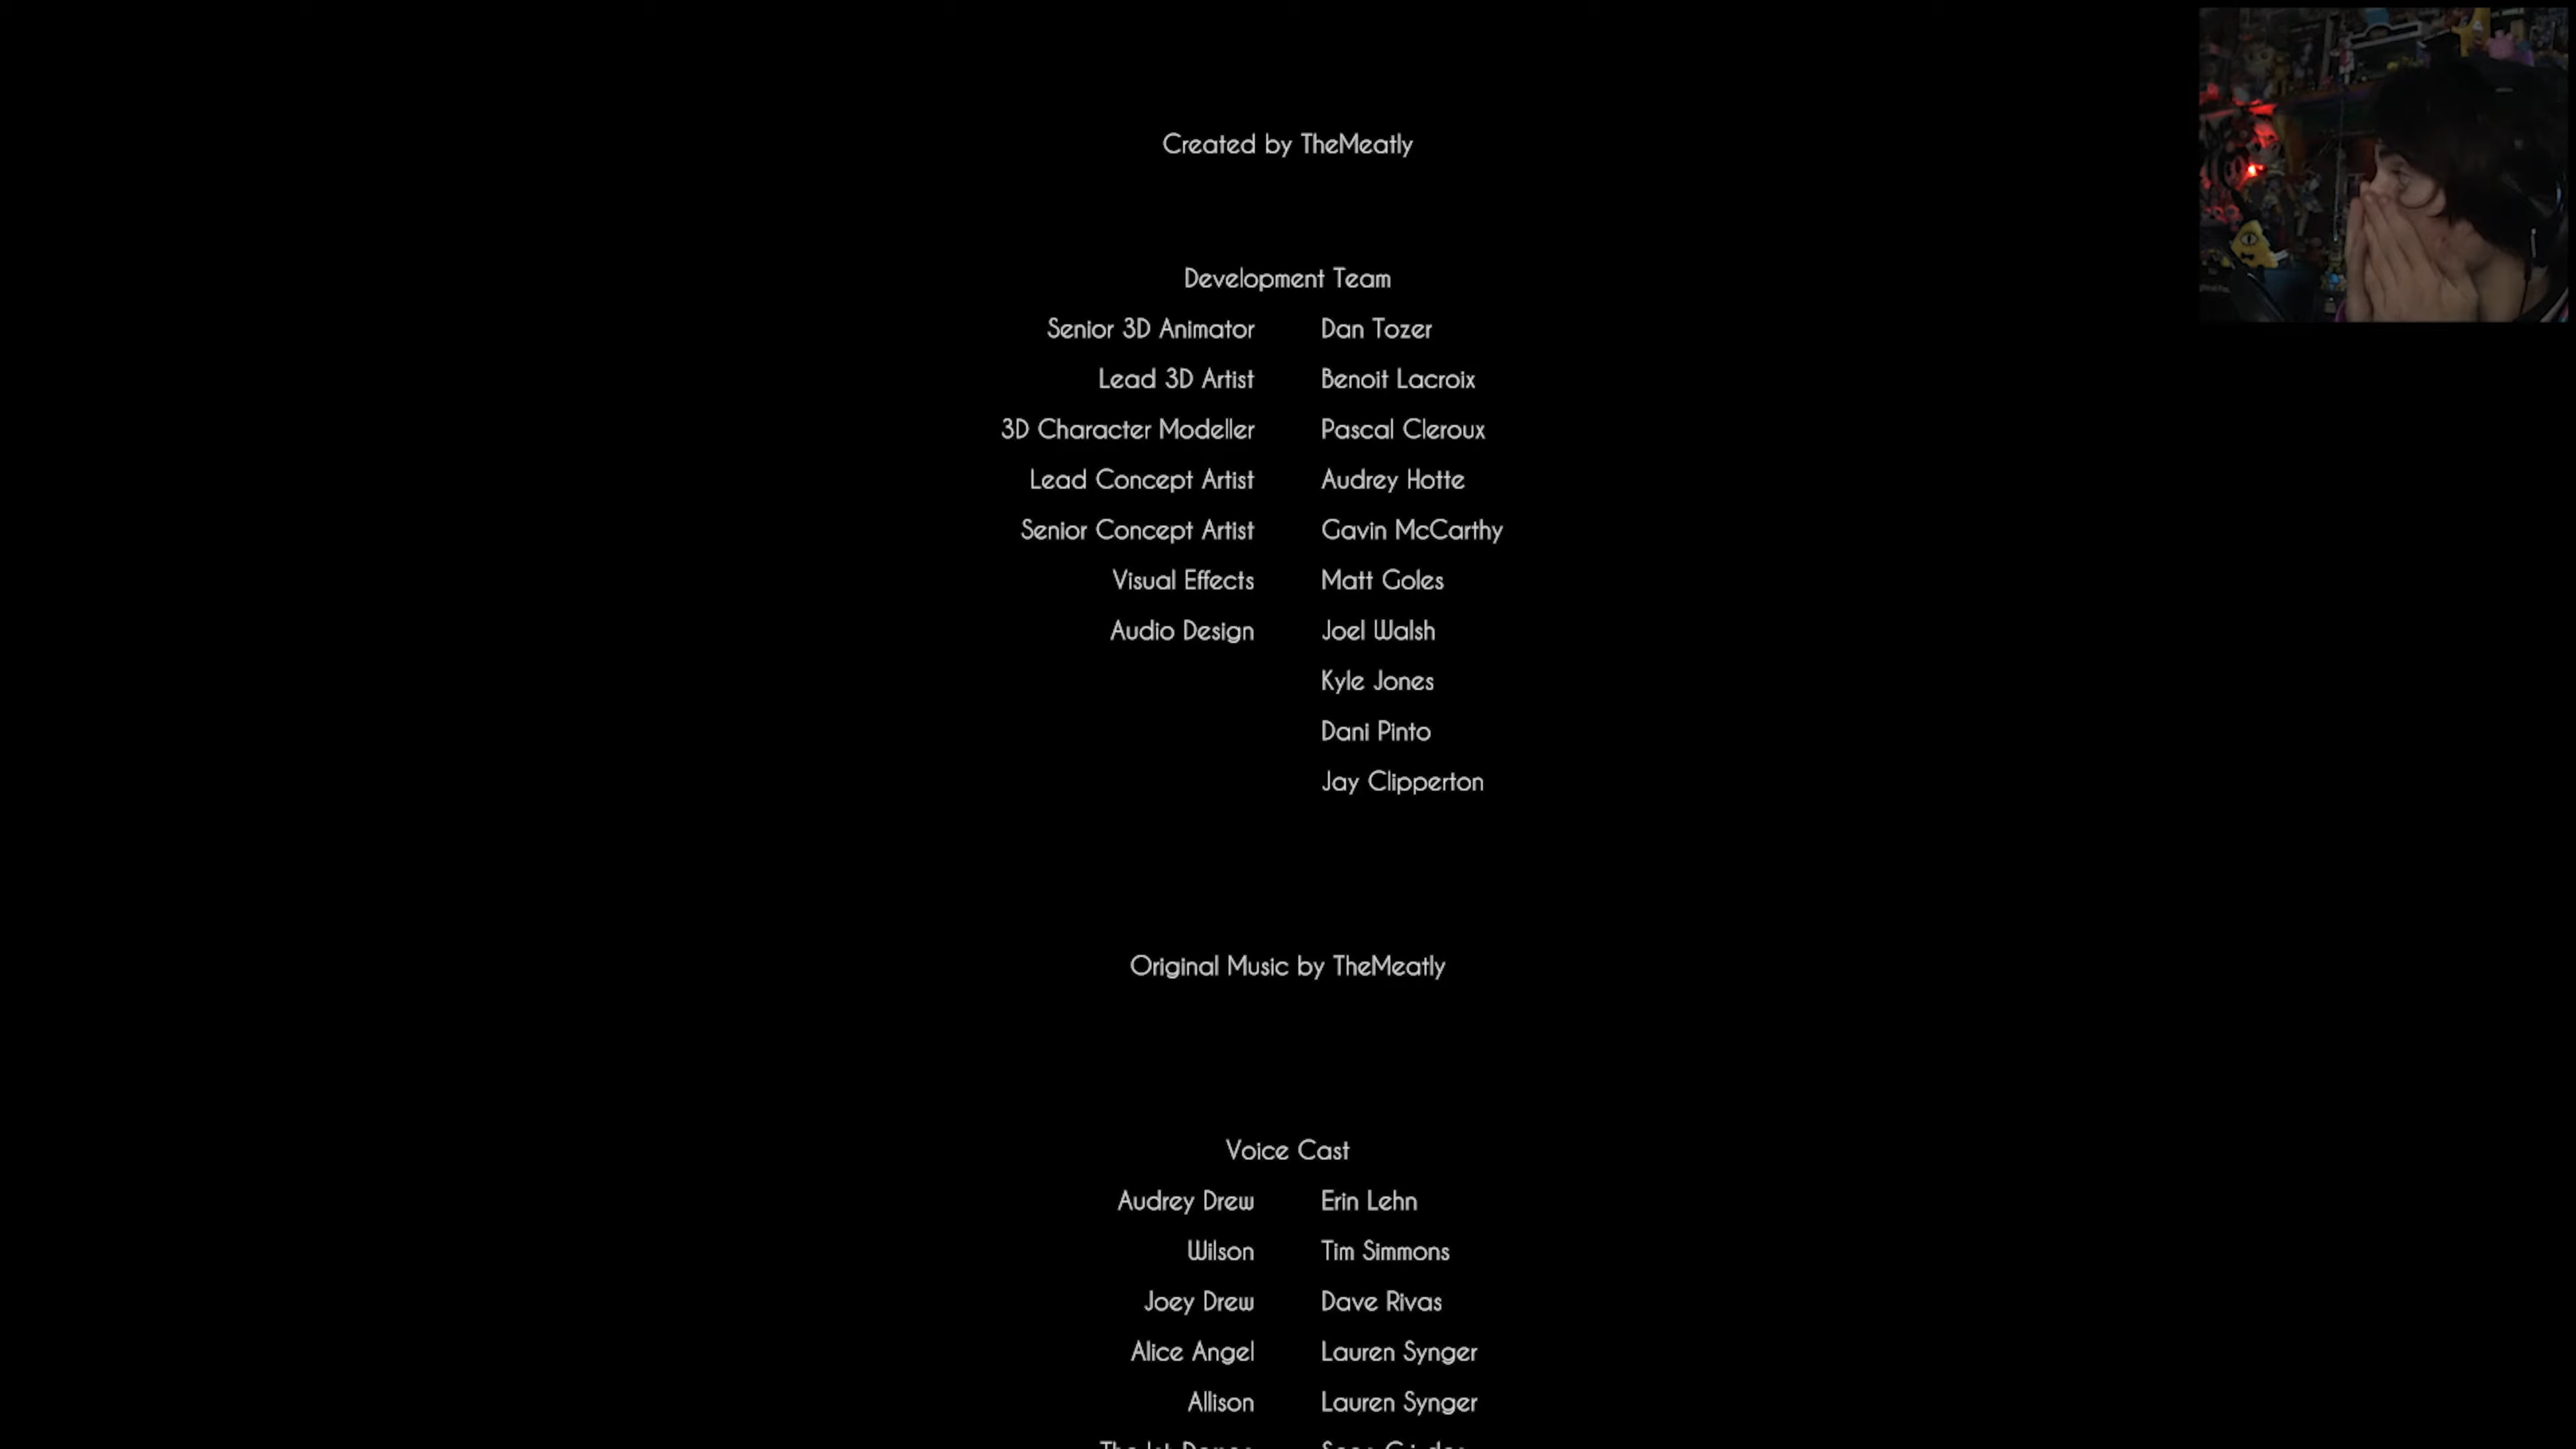 Created by TheMeatly
Development Team
Senior 3D Animator Dan Tozer
Lead 3D Artist Benoit Lacroix
3D Character Modeller Pascal Cleroux
Lead Concept Artist Audrey Hotte
Senior Concept Artist Gavin McCarthy
Visual Effects Matt Goles
Audio Design Joel Walsh
Kyle Jones
Dani Pinto
Jay Clipperton
Original Music by TheMeatly
Voice Cast
Audrey Drew Erin Lehn
Wilson Tim Simmons
Joey Drew Dave Rivas
Alice Angel Lauren Synger
Allison Lauren Synger